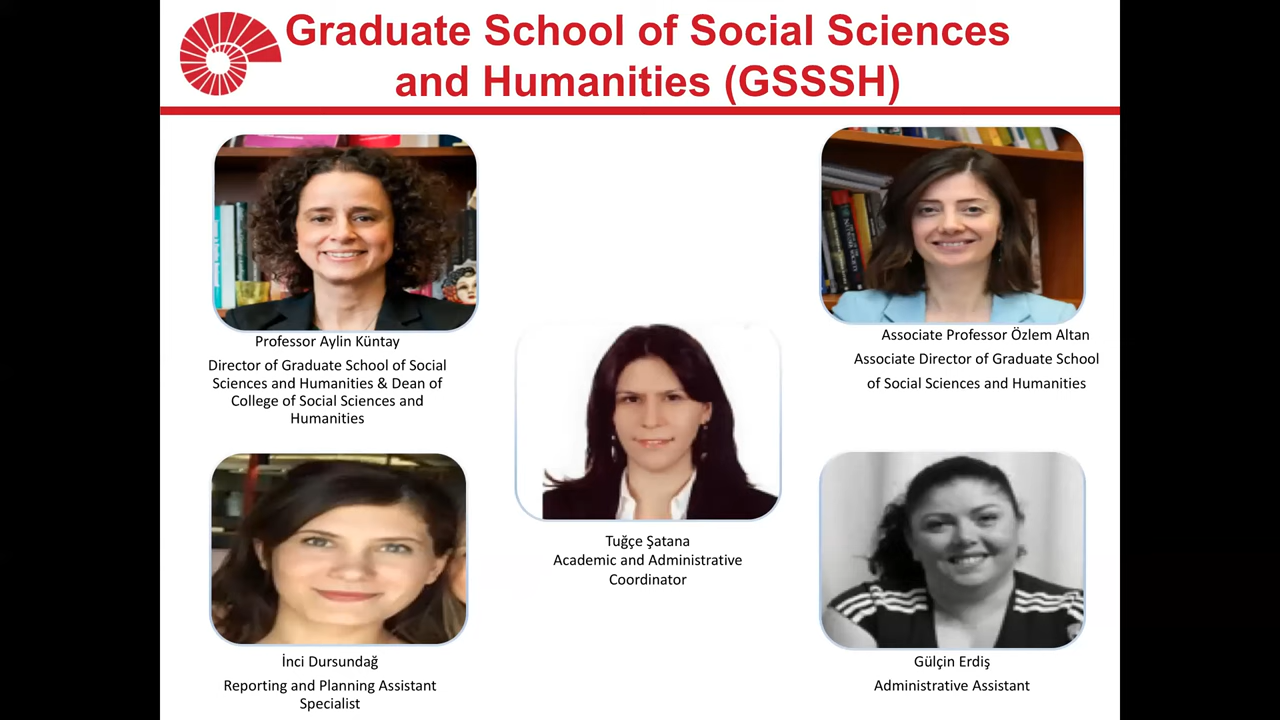 Graduate School of Social Sciences
and Humanities (GSSSH)
Professor Aylin Küntay
Director of Graduate School of Social
Sciences and Humanities & Dean of
College of Social Sciences and
Humanities
Associate Professor Özlem Altan
Associate Director of Graduate School
of Social Sciences and Humanities
Tuğçe Şatana
Academic and Administrative
Coordinator
İnci Dursundağ
Reporting and Planning Assistant
Specialist
Gülçin Erdiş
Administrative Assistant